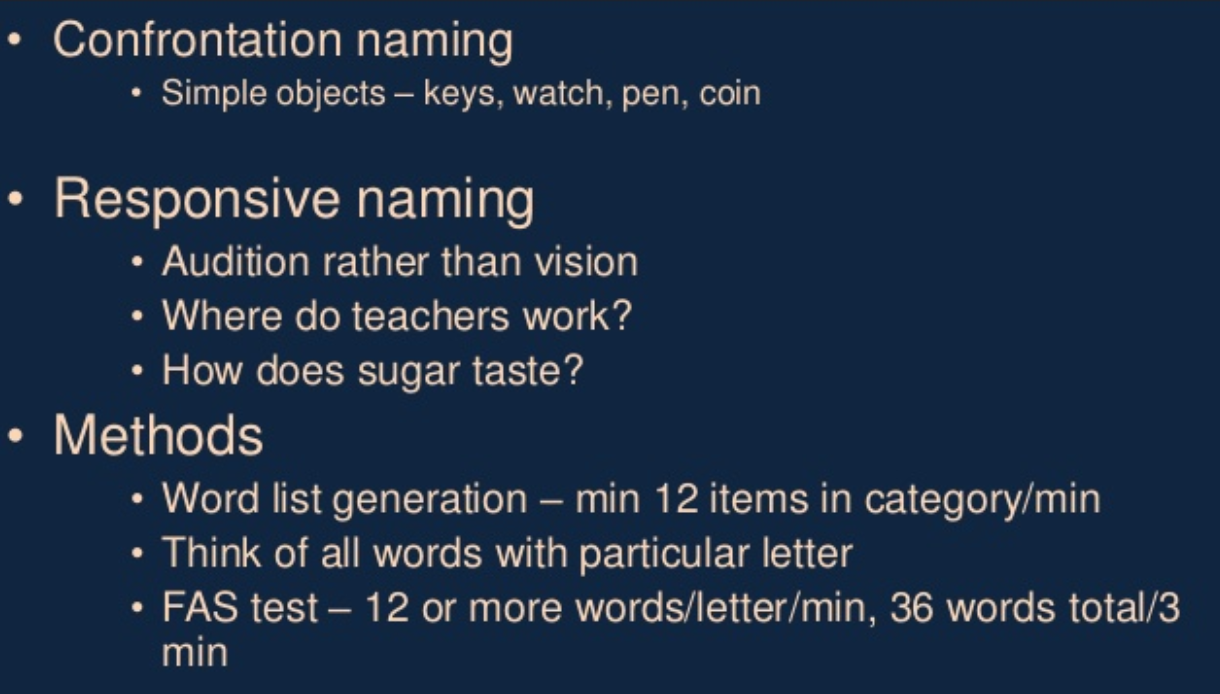 • Confrontation naming
• Simple objects – keys, watch, pen, coin
• Responsive naming
• Audition rather than vision
• Where do teachers work?
• How does sugar taste?
• Methods
• Word list generation – min 12 items in category/min
• Think of all words with particular letter
• FAS test – 12 or more words/letter/min, 36 words total/3
min